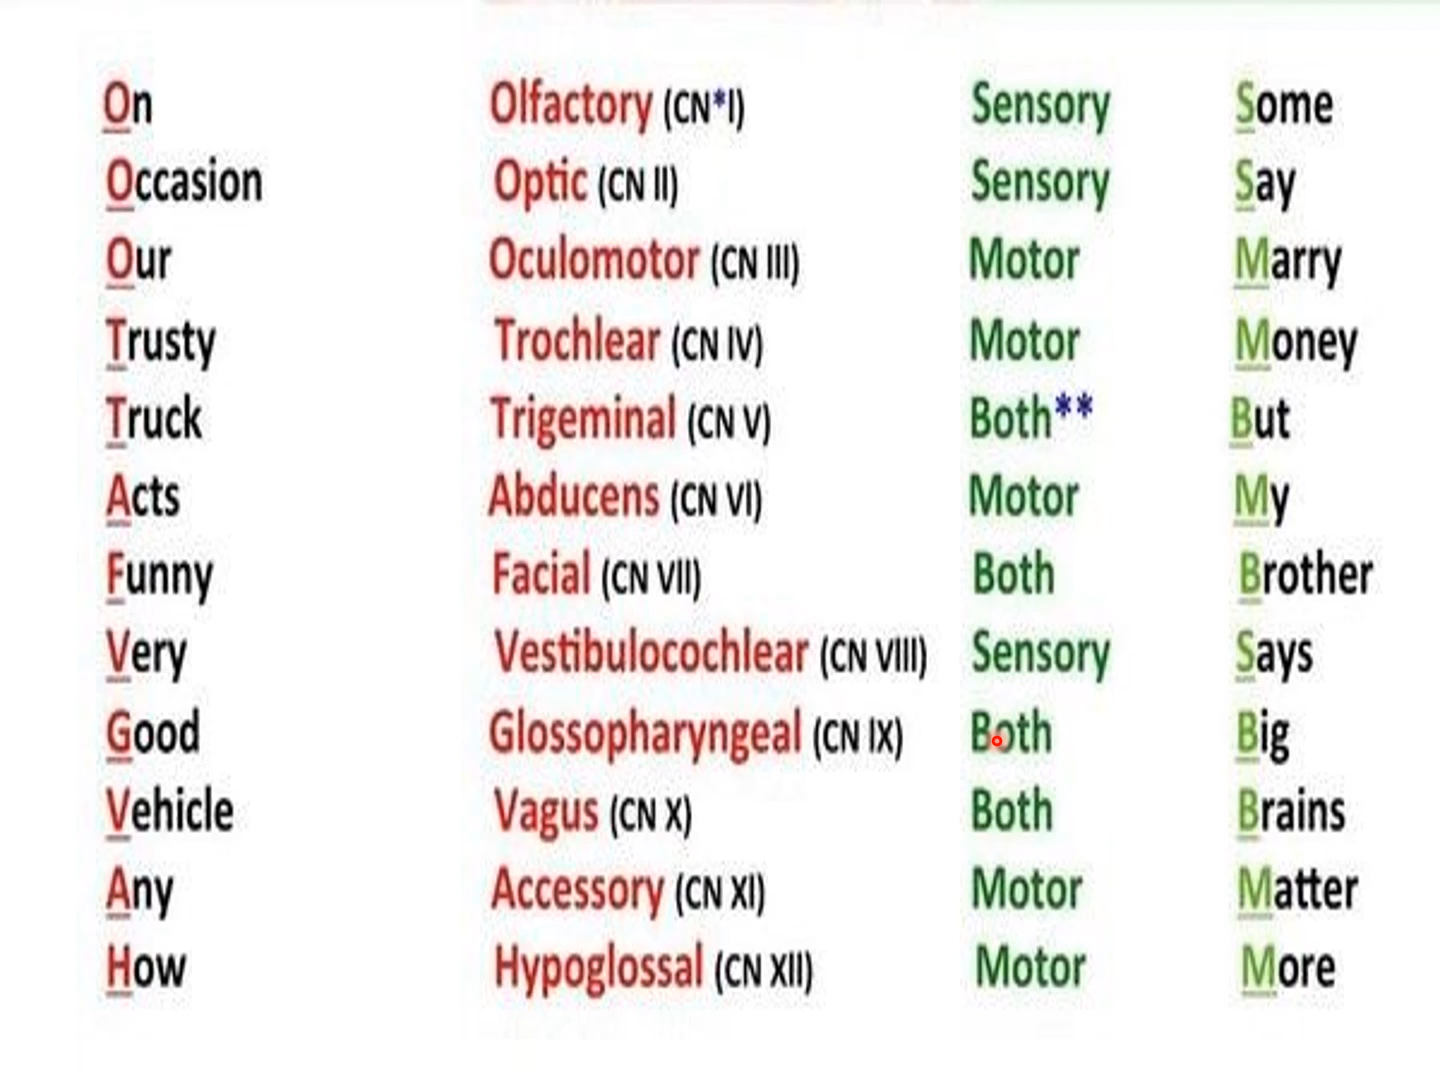 On Olfactory (CN*I) Sensory Some
Occasion Optic (CN II) Sensory Say
Our Oculomotor (CN III) Motor Marry
Trusty Trochlear (CN IV) Motor Money
Truck Trigeminal (CN V) Both** But
Acts Abducens (CN VI) Motor My
Funny Facial (CN VII) Both Brother
Very Vestibulocochlear (CN VIII) Sensory Says
Good Glossopharyngeal (CN IX) Both Big
Vehicle Vagus (CN X) Both Brains
Any Accessory (CN XI) Motor Matter
How Hypoglossal (CN XII) Motor More